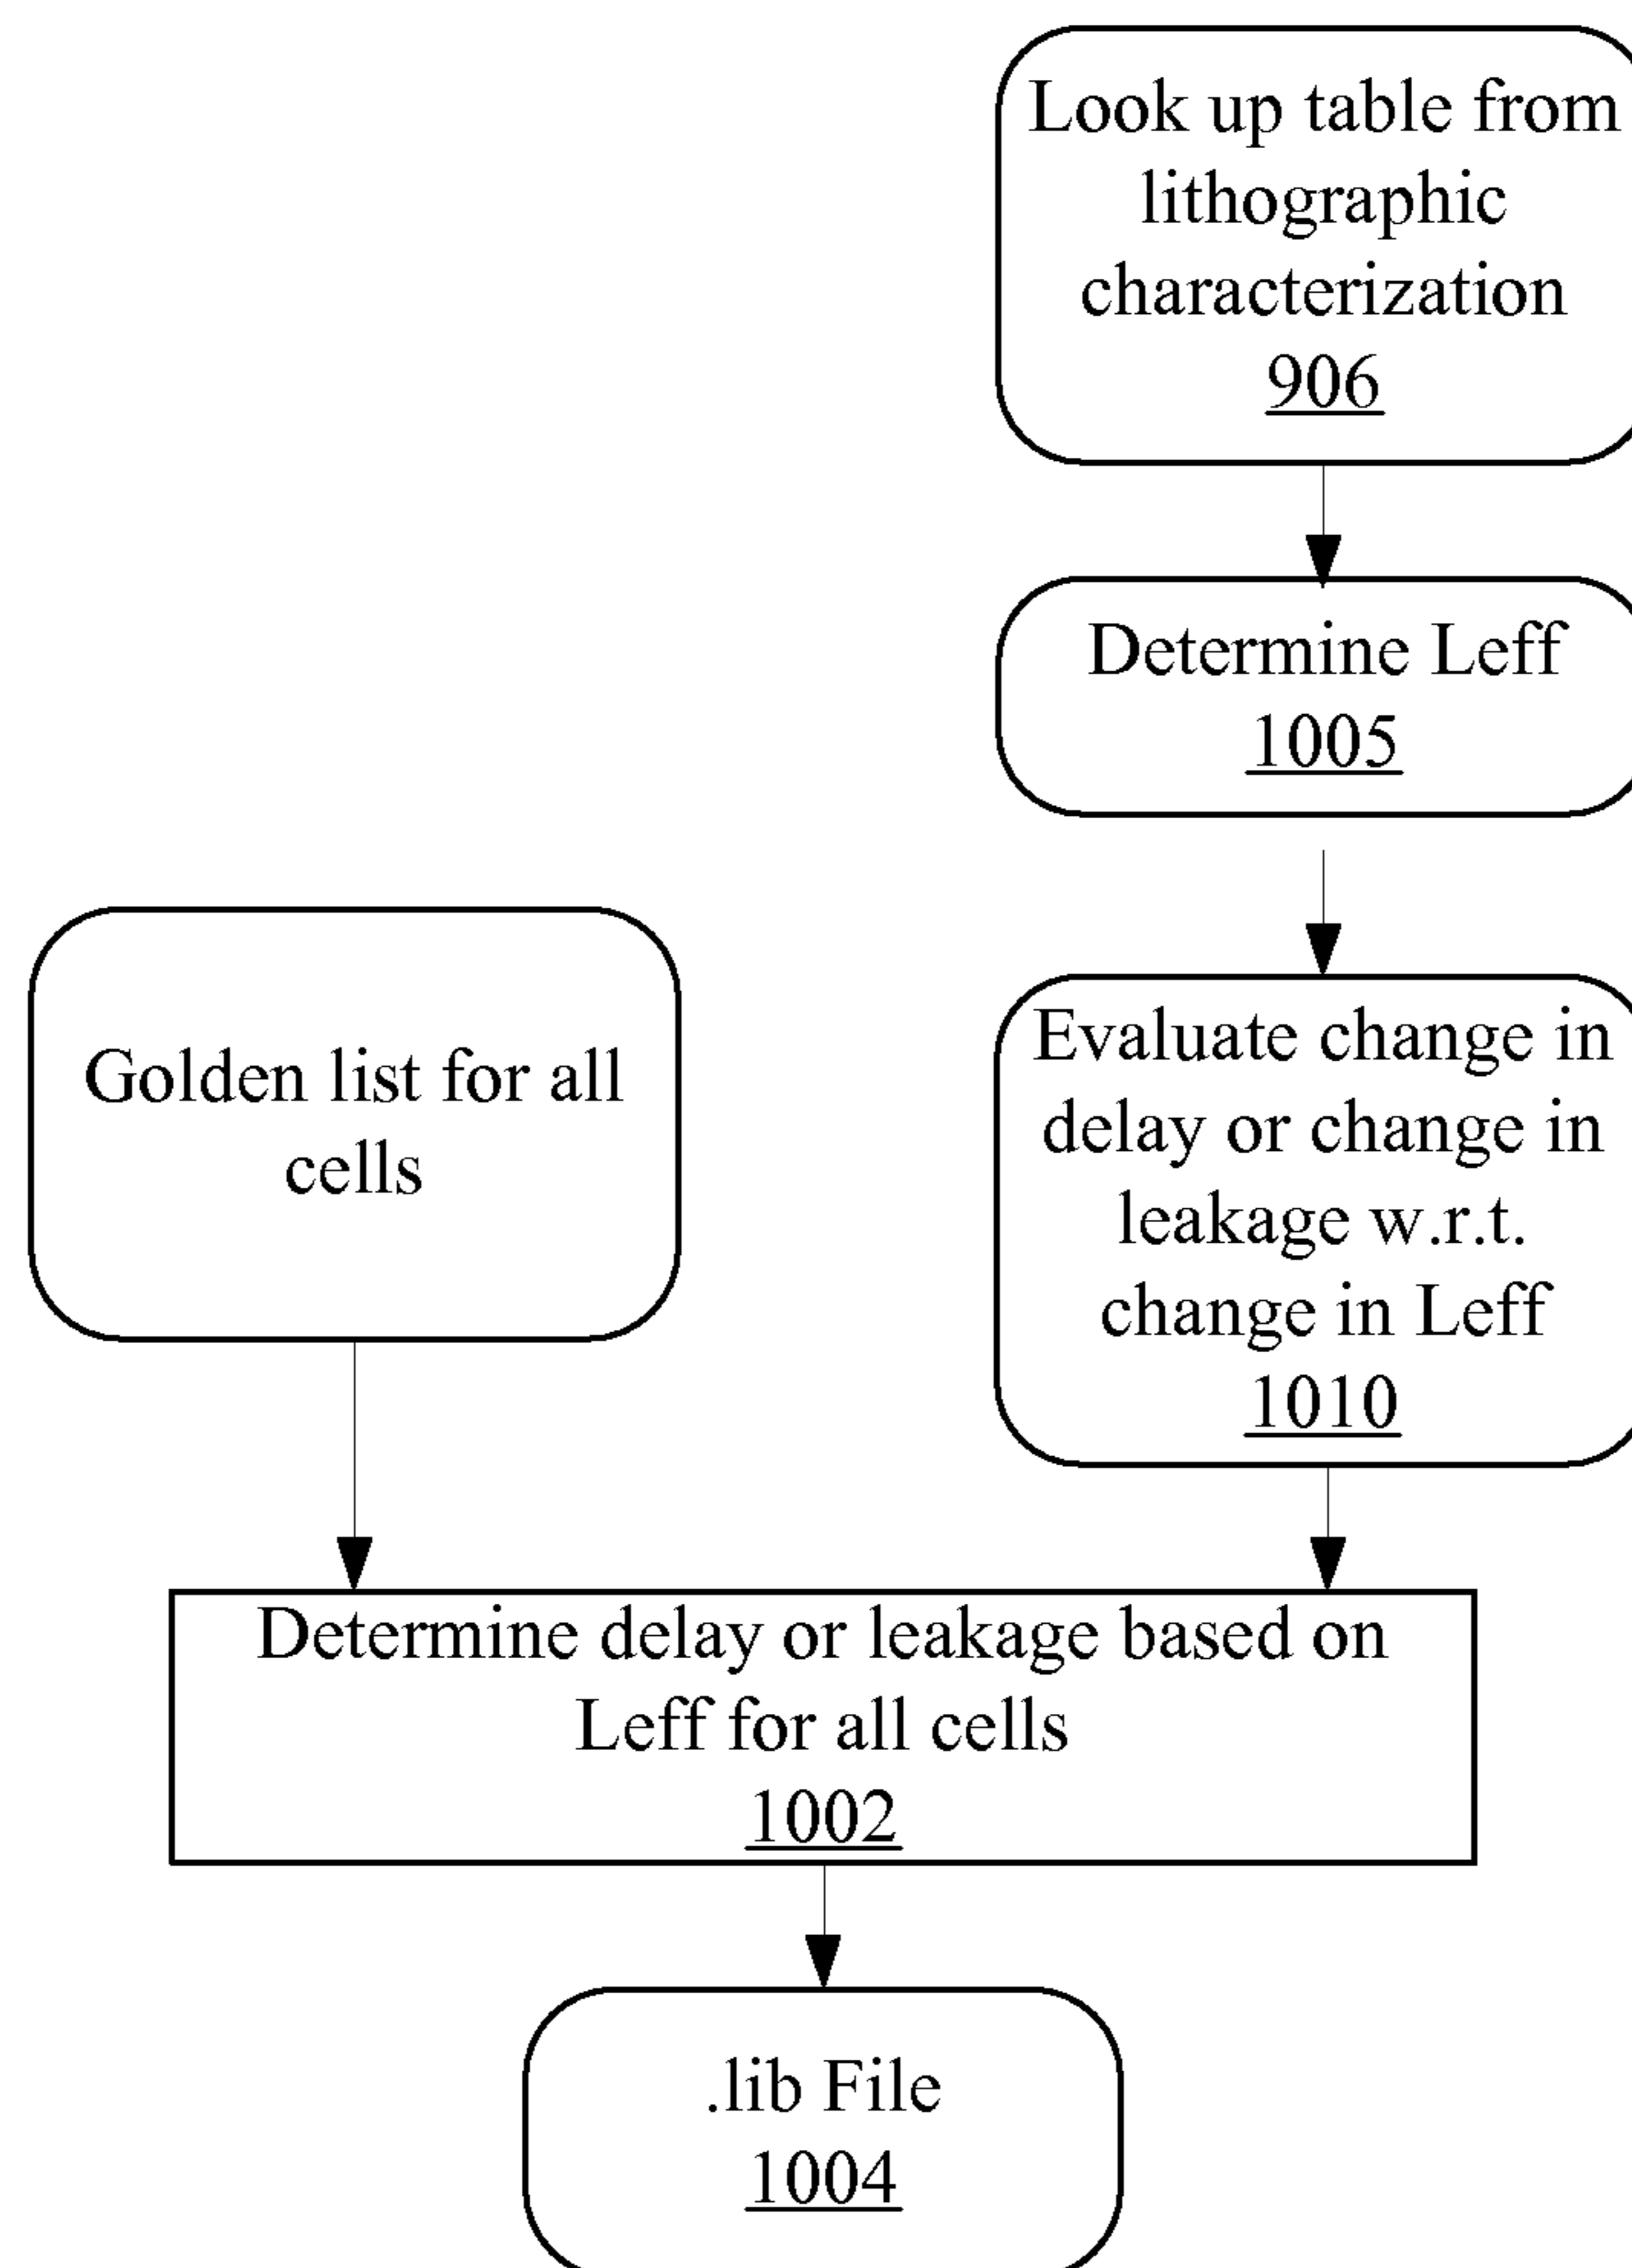 Look up table from
lithographic
characterization
906
Determine Leff
1005
Golden list for all
cells
Evaluate change in
delay or change in
leakage w.r.t.
change in Leff
1010
Determine delay or leakage based on
Leff for all cells
1002
.lib File
1004